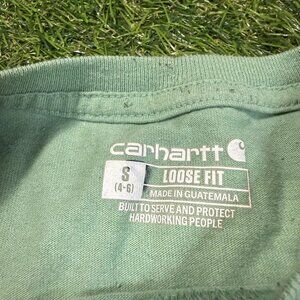 carhartt
S
(4-6)
LOOSE FIT
MADE IN GUATEMALA
BUILT TO SERVE AND PROTECT
HARDWORKING PEOPLE